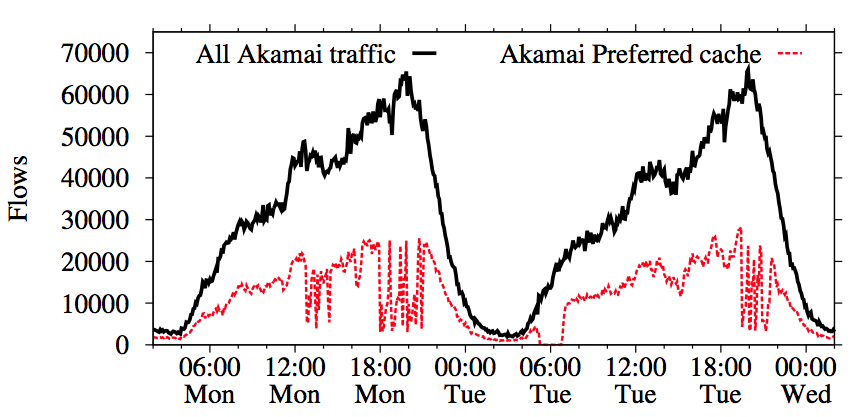 70000
All Akamai traffic
Akamai Preferred cache
60000
50000
40000
30000
20000
10000
0
Flows
06:00 12:00 18:00 00:00 06:00 12:00 18:00 00:00
Mon Mon Mon Tue Tue Tue Tue Wed